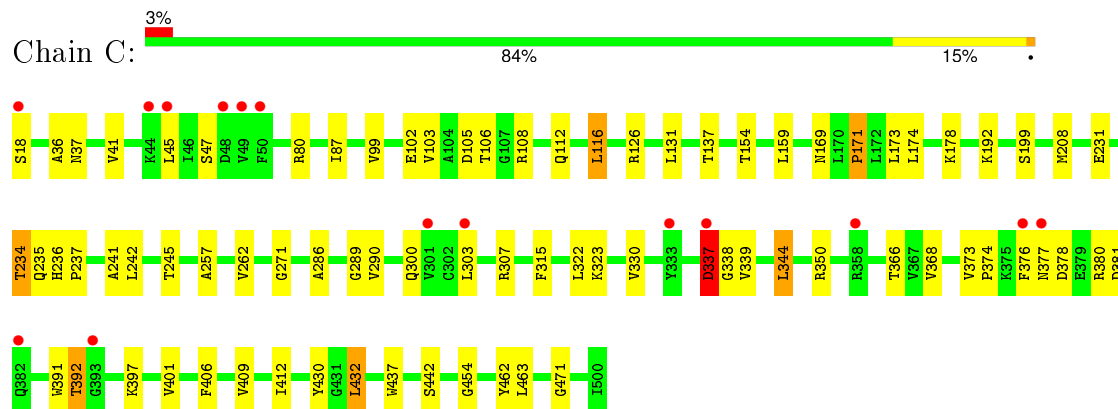 3%
Chain C:
84% 15% •
S18 A36 N37 V41 K44 L45 I46 S47 D48 V49 F50 R80 I87 V99 E102 V103 A104 D105 T106 G107 R108 Q112 L116 R126 L131 T137 T154 L159 N169 L170 P171 L172 L173 L174 K178 K192 S199 M208 E231
T234 Q235 H236 P237 A241 L242 T245 A257 V262 G271 A286 G289 V290 Q300 V301 C302 L303 R307 F315 L322 K323 V330 Y333 D337 G338 V339 L344 R350 R358 T366 V367 V368 V373 P374 K375 F376 N377 D378 E379 R380 D381
Q382 W391 T392 G393 K397 V401 F406 V409 I412 Y430 G431 L432 W437 S442 G454 Y462 L463 G471 I500